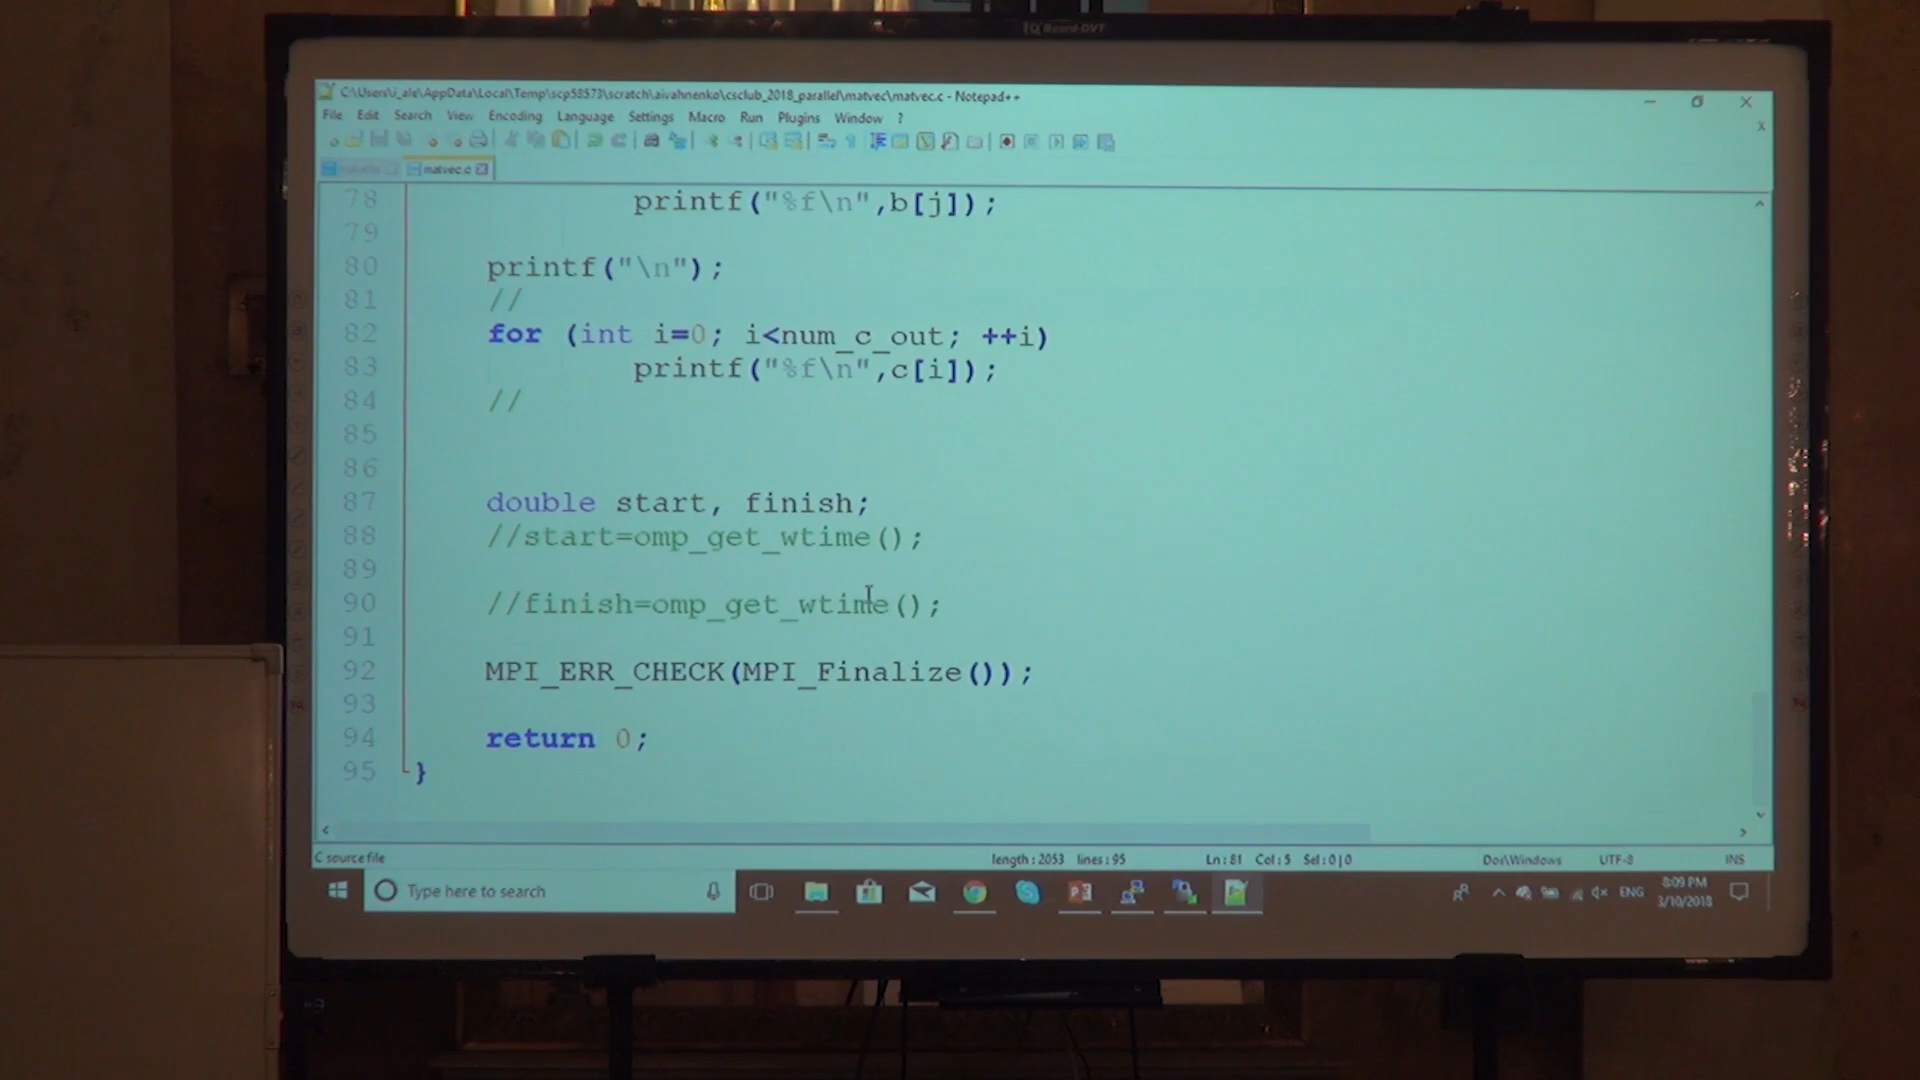 IQBoard DVT
C:\Users\i_ale\AppData\Local\Temp\scp58573\scratch\aivahnenko\csclub_2018_parallel\matvec\matvec.c - Notepad++
File Edit Search View Encoding Language Settings Macro Run Plugins Window ?
matvec.c
78 printf("%f\n",b[j]);
79
80 printf("\n");
81 //
82 for (int i=0; i<num_c_out; ++i)
83 printf("%f\n",c[i]);
84 //
85
86
87 double start, finish;
88 //start=omp_get_wtime();
89
90 //finish=omp_get_wtime();
91
92 MPI_ERR_CHECK(MPI_Finalize());
93
94 return 0;
95 }
C source file length : 2053 lines : 95 Ln : 81 Col : 5 Sel : 0 | 0 Dos\Windows UTF-8 INS
Type here to search ENG 8:09 PM
3/10/2018